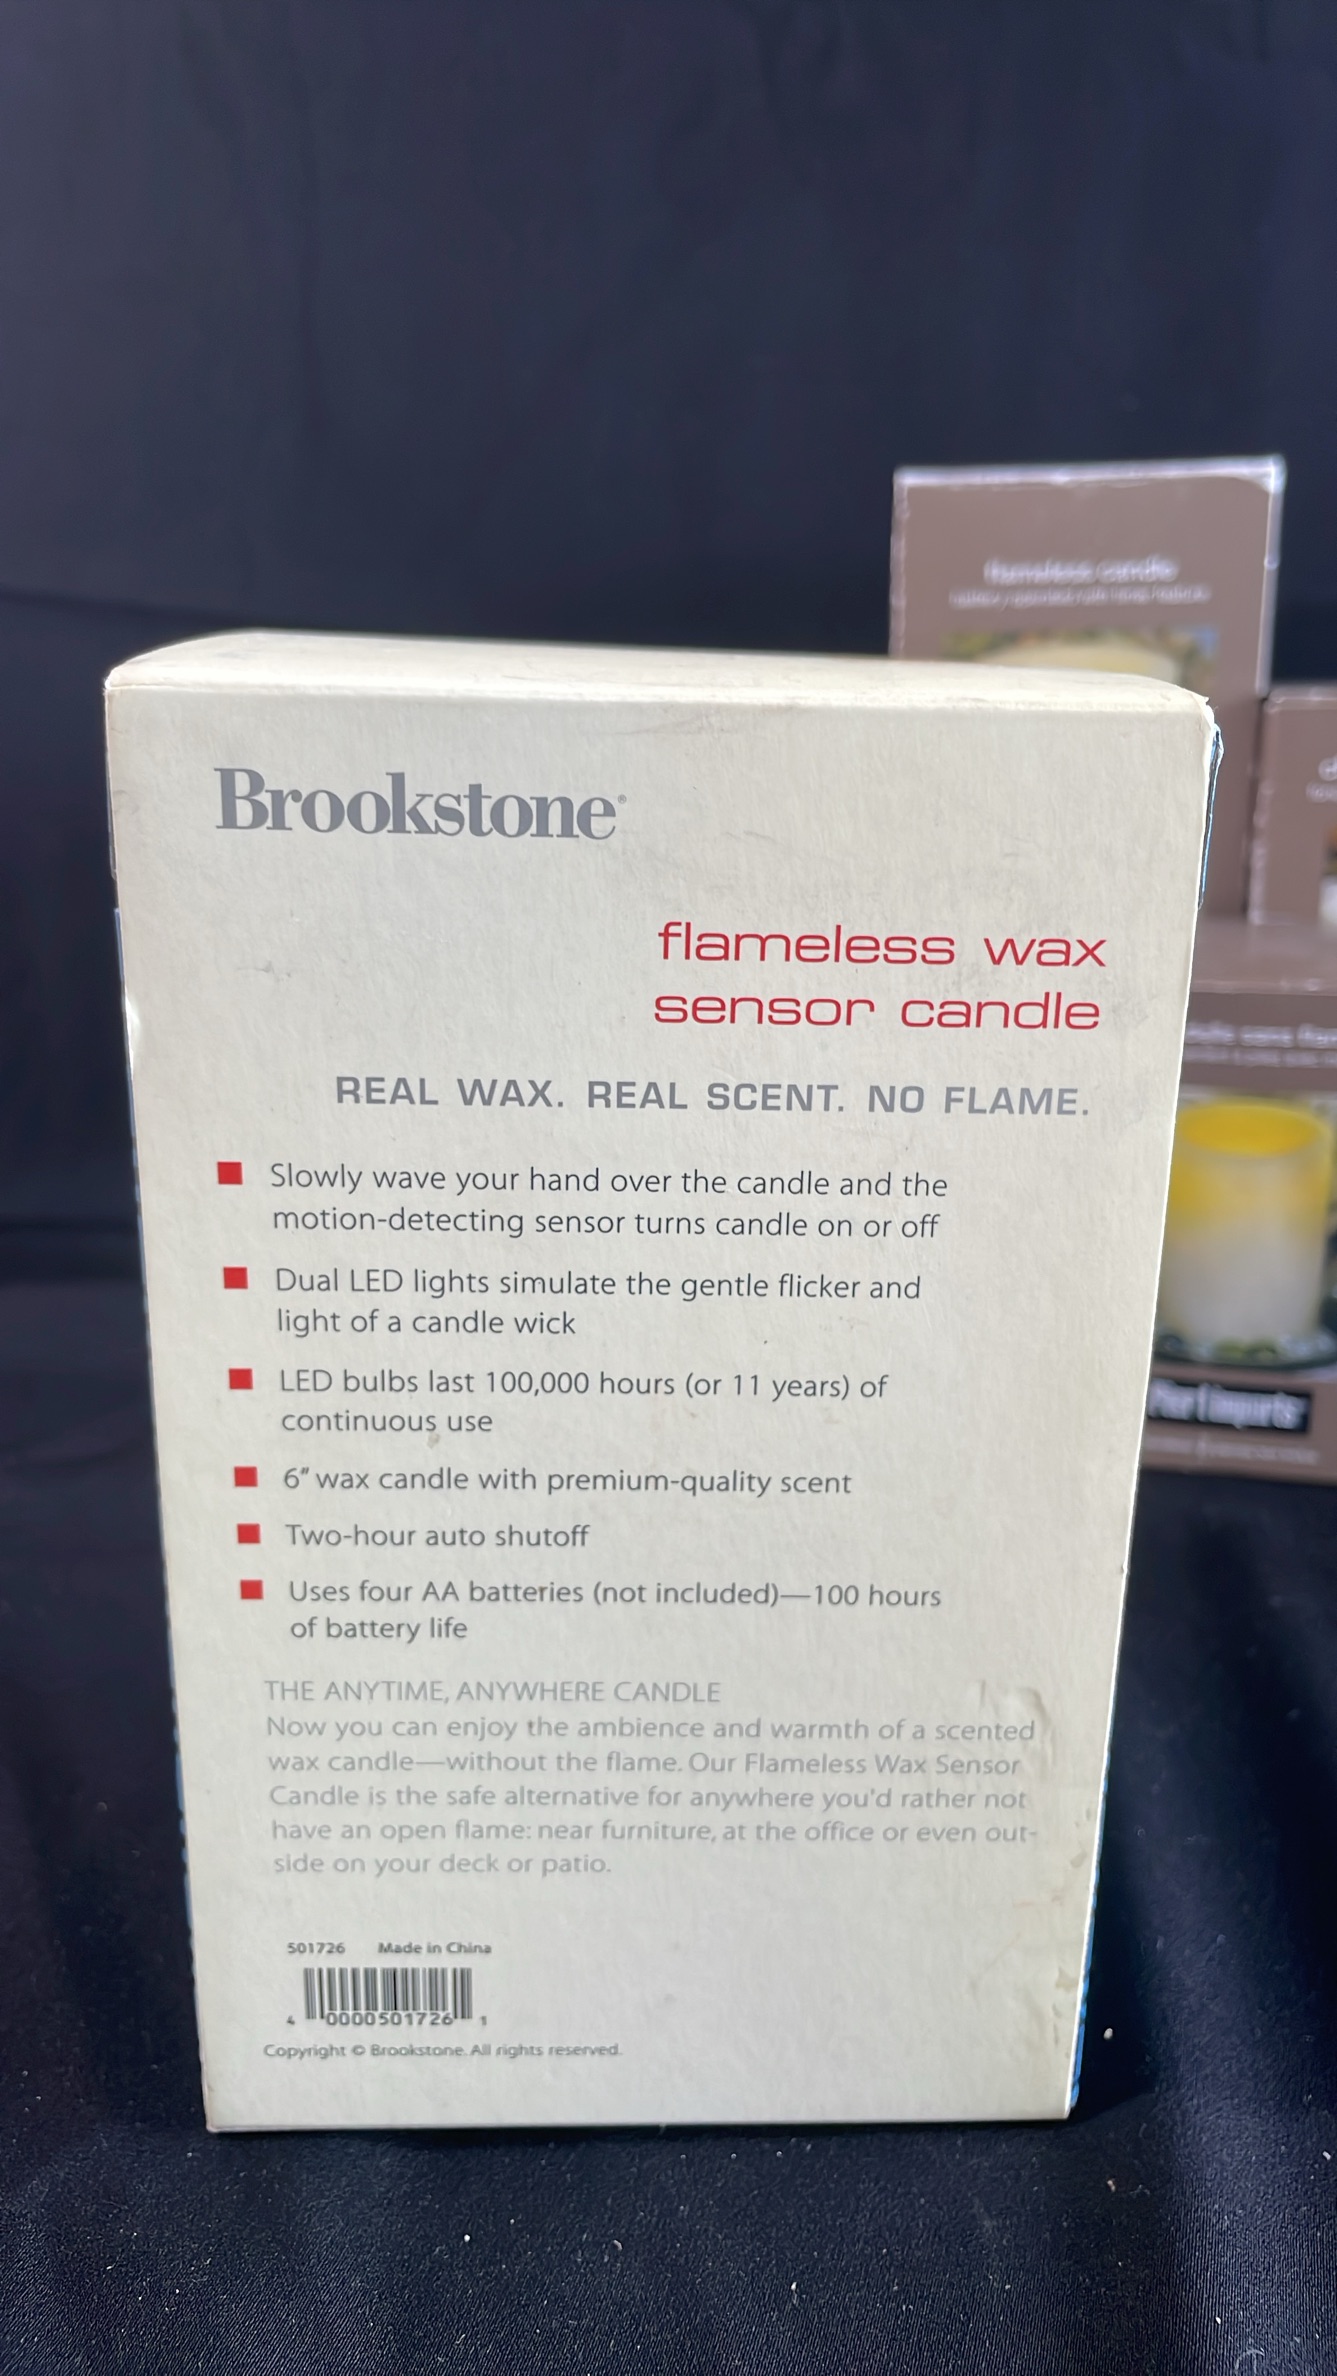 Brookstone®
flameless wax
sensor candle
REAL WAX. REAL SCENT. NO FLAME.
Slowly wave your hand over the candle and the
motion-detecting sensor turns candle on or off
Dual LED lights simulate the gentle flicker and
light of a candle wick
LED bulbs last 100,000 hours (or 11 years) of
continuous use
6" wax candle with premium-quality scent
Two-hour auto shutoff
Uses four AA batteries (not included)—100 hours
of battery life
THE ANYTIME, ANYWHERE CANDLE
Now you can enjoy the ambience and warmth of a scented
wax candle—without the flame. Our Flameless Wax Sensor
Candle is the safe alternative for anywhere you'd rather not
have an open flame: near furniture, at the office or even out-
side on your deck or patio.
501726 Made in China
4 0000501726 1
Copyright © Brookstone. All rights reserved.
flameless candle
Pier 1 imports